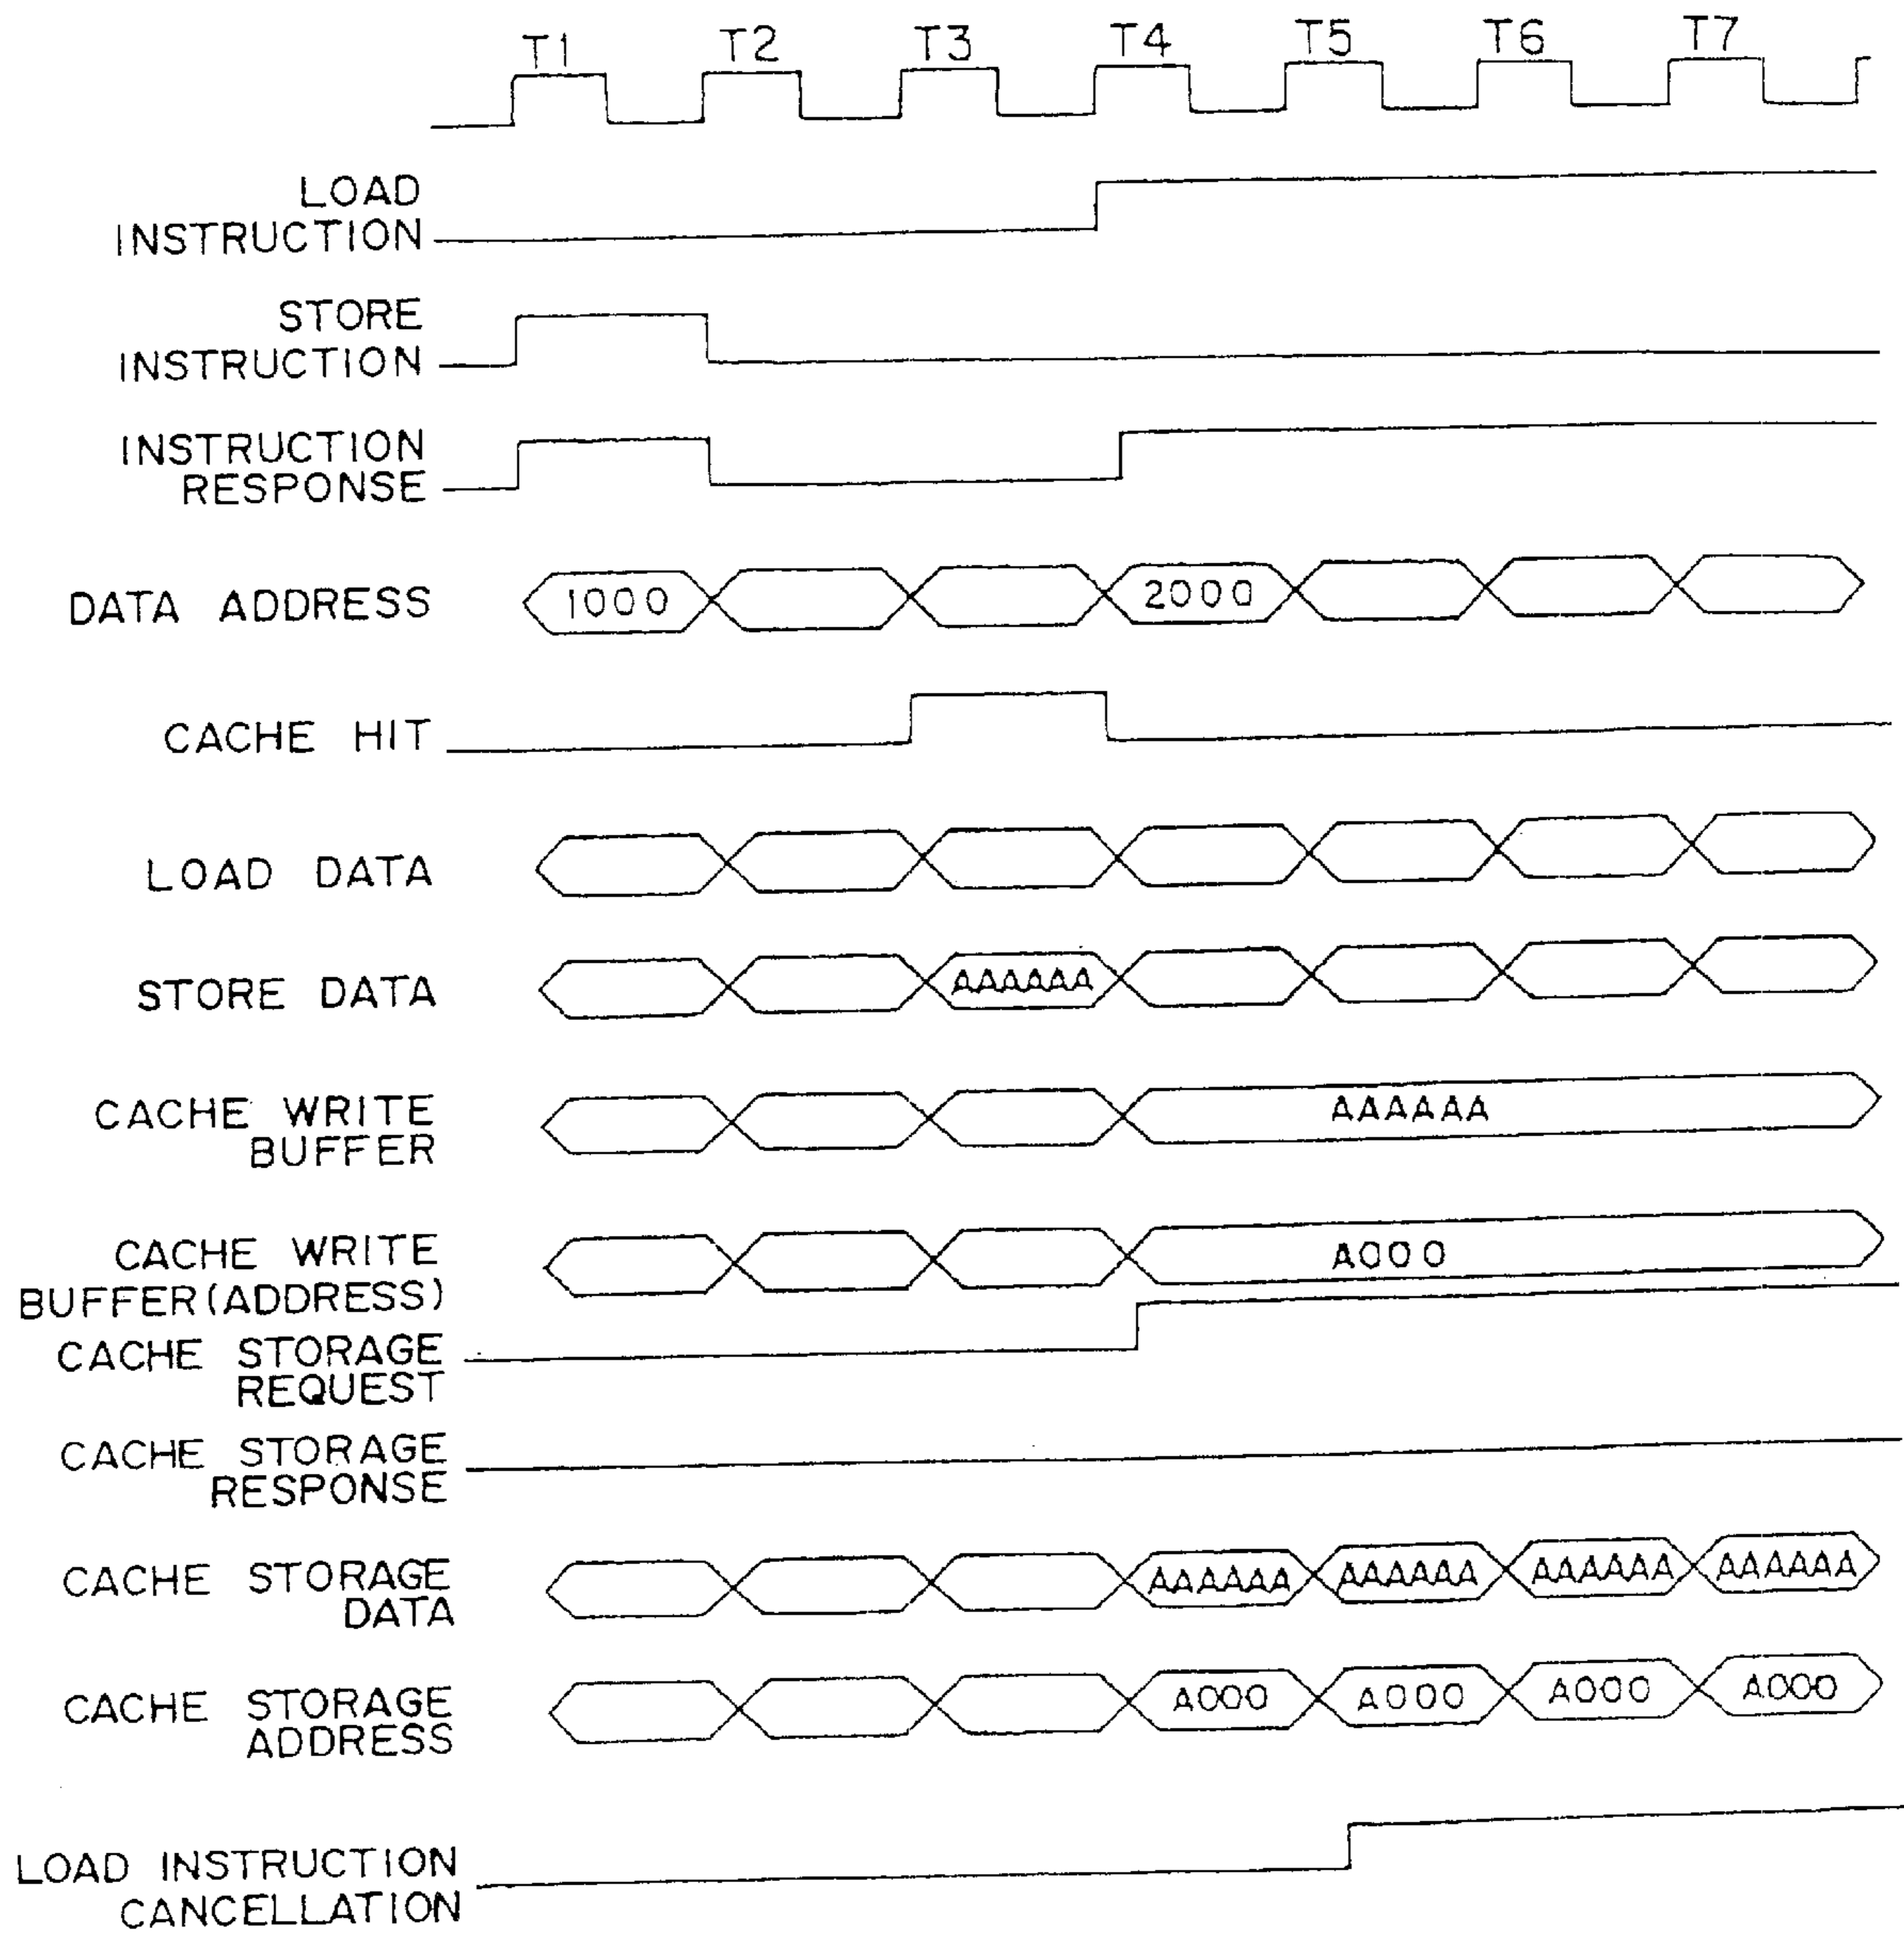 T1 T2 T3 T4 T5 T6 T7
LOAD
INSTRUCTION
STORE
INSTRUCTION
INSTRUCTION
RESPONSE
DATA ADDRESS 1000 2000
CACHE HIT
LOAD DATA
STORE DATA AAAAAA
CACHE WRITE
BUFFER
AAAAAA
CACHE WRITE
BUFFER(ADDRESS)
A000
CACHE STORAGE
REQUEST
CACHE STORAGE
RESPONSE
CACHE STORAGE
DATA
AAAAAA AAAAAA AAAAAA AAAAAA
CACHE STORAGE
ADDRESS
A000 A000 A000 A000
LOAD INSTRUCTION
CANCELLATION